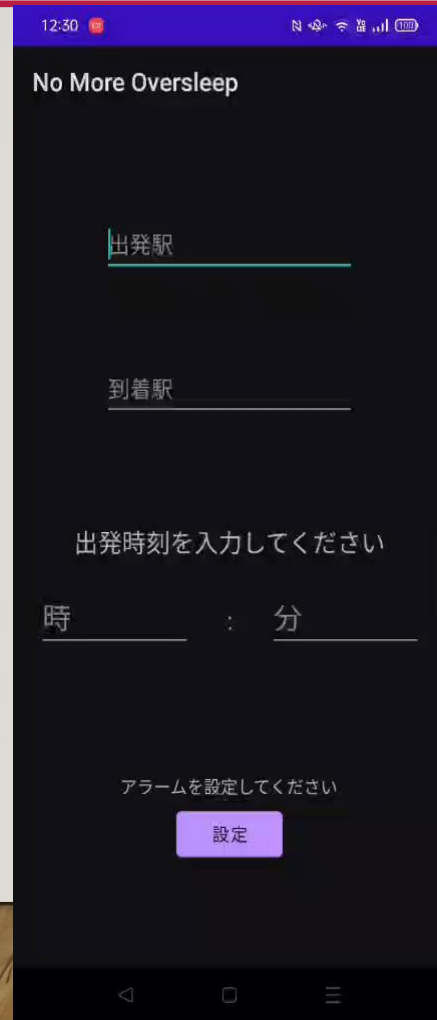 12:30
No More Oversleep
出発駅
到着駅
出発時刻を入力してください
時 : 分
アラームを設定してください
設定